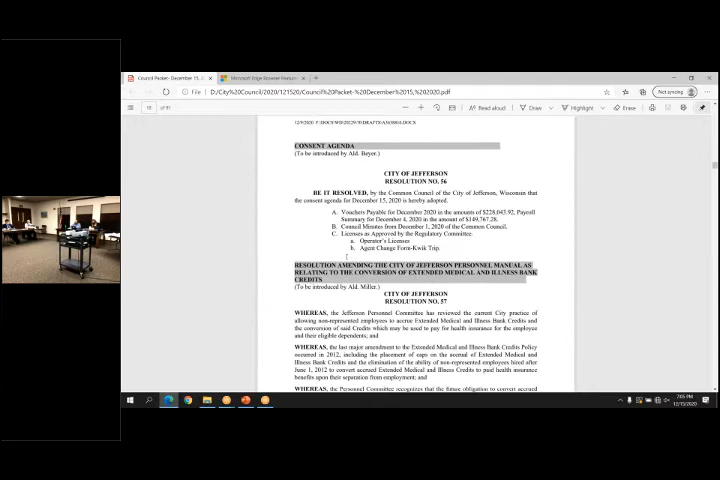 Council Packet- December 15, 20
Microsoft Edge Browser Feature
File
D:/City%20Council/2020/121520/Council%20Packet-%20December%2015,%202020.pdf
Not syncing
of 91
Read aloud
Draw
Highlight
Erase
CONSENT AGENDA
(To be introduced by Ald. Beyer.)
CITY OF JEFFERSON
RESOLUTION NO. 56
BE IT RESOLVED, by the Common Council of the City of Jefferson, Wisconsin that
the consent agenda for December 15, 2020 is hereby adopted.
A. Vouchers Payable for December 2020 in the amounts of $228,043.92, Payroll
Summary for December 4, 2020 in the amount of $149,767.28.
B. Council Minutes from December 1, 2020 of the Common Council.
C. Licenses as Approved by the Regulatory Committee.
a. Operator's Licenses
b. Agent Change Form-Kwik Trip.
RESOLUTION AMENDING THE CITY OF JEFFERSON PERSONNEL MANUAL AS
RELATING TO THE CONVERSION OF EXTENDED MEDICAL AND ILLNESS BANK
CREDITS
(To be introduced by Ald. Miller.)
CITY OF JEFFERSON
RESOLUTION NO. 57
WHEREAS, the Jefferson Personnel Committee has reviewed the current City practice of
allowing non-represented employees to accrue Extended Medical and Illness Bank Credits and
the conversion of said Credits which may be used to pay for health insurance for the employee
and their eligible dependents; and
WHEREAS, the last major amendment to the Extended Medical and Illness Bank Credits Policy
occurred in 2012, including the placement of caps on the accrual of Extended Medical and
Illness Bank Credits and the elimination of the ability of non-represented employees hired after
June 1, 2012 to convert accrued Extended Medical and Illness Credits to paid health insurance
benefits upon their separation from employment; and
WHEREAS, the Personnel Committee recognizes that the future obligation to convert accrued
7:05 PM
12/15/2020